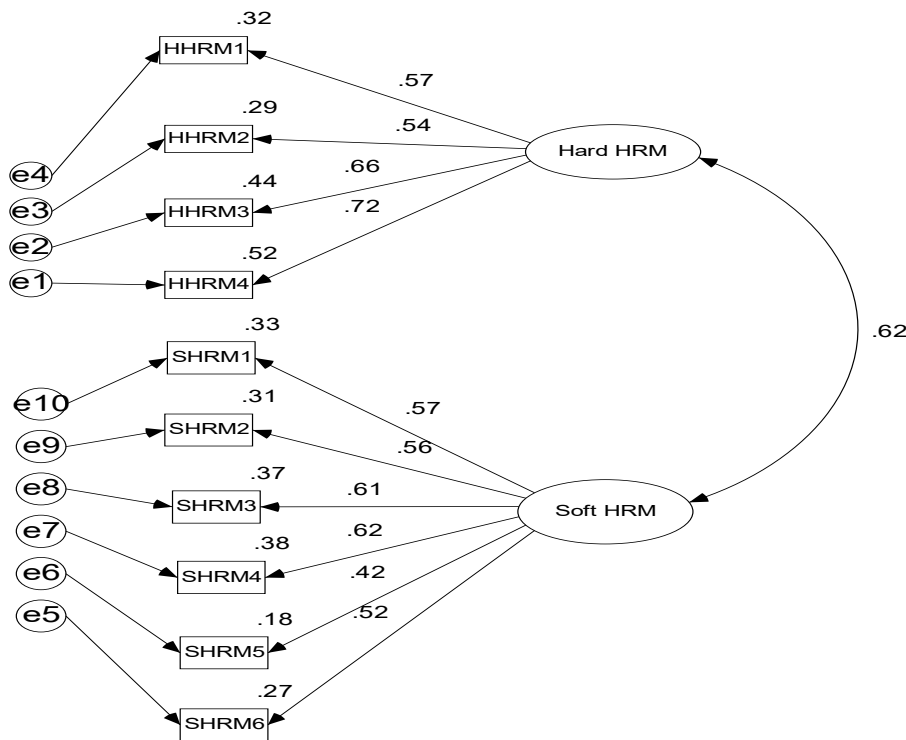 .32
HHRM1
.57
.29
HHRM2
.54
Hard HRM
e4
.44
.66
e3
HHRM3
.72
e2
.52
e1
HHRM4
.33
.62
SHRM1
e10
.31
.57
SHRM2
e9
.56
.37
e8
.61
SHRM3
Soft HRM
e7
.38
.62
SHRM4
e6
.42
e5
.18
.52
SHRM5
.27
SHRM6